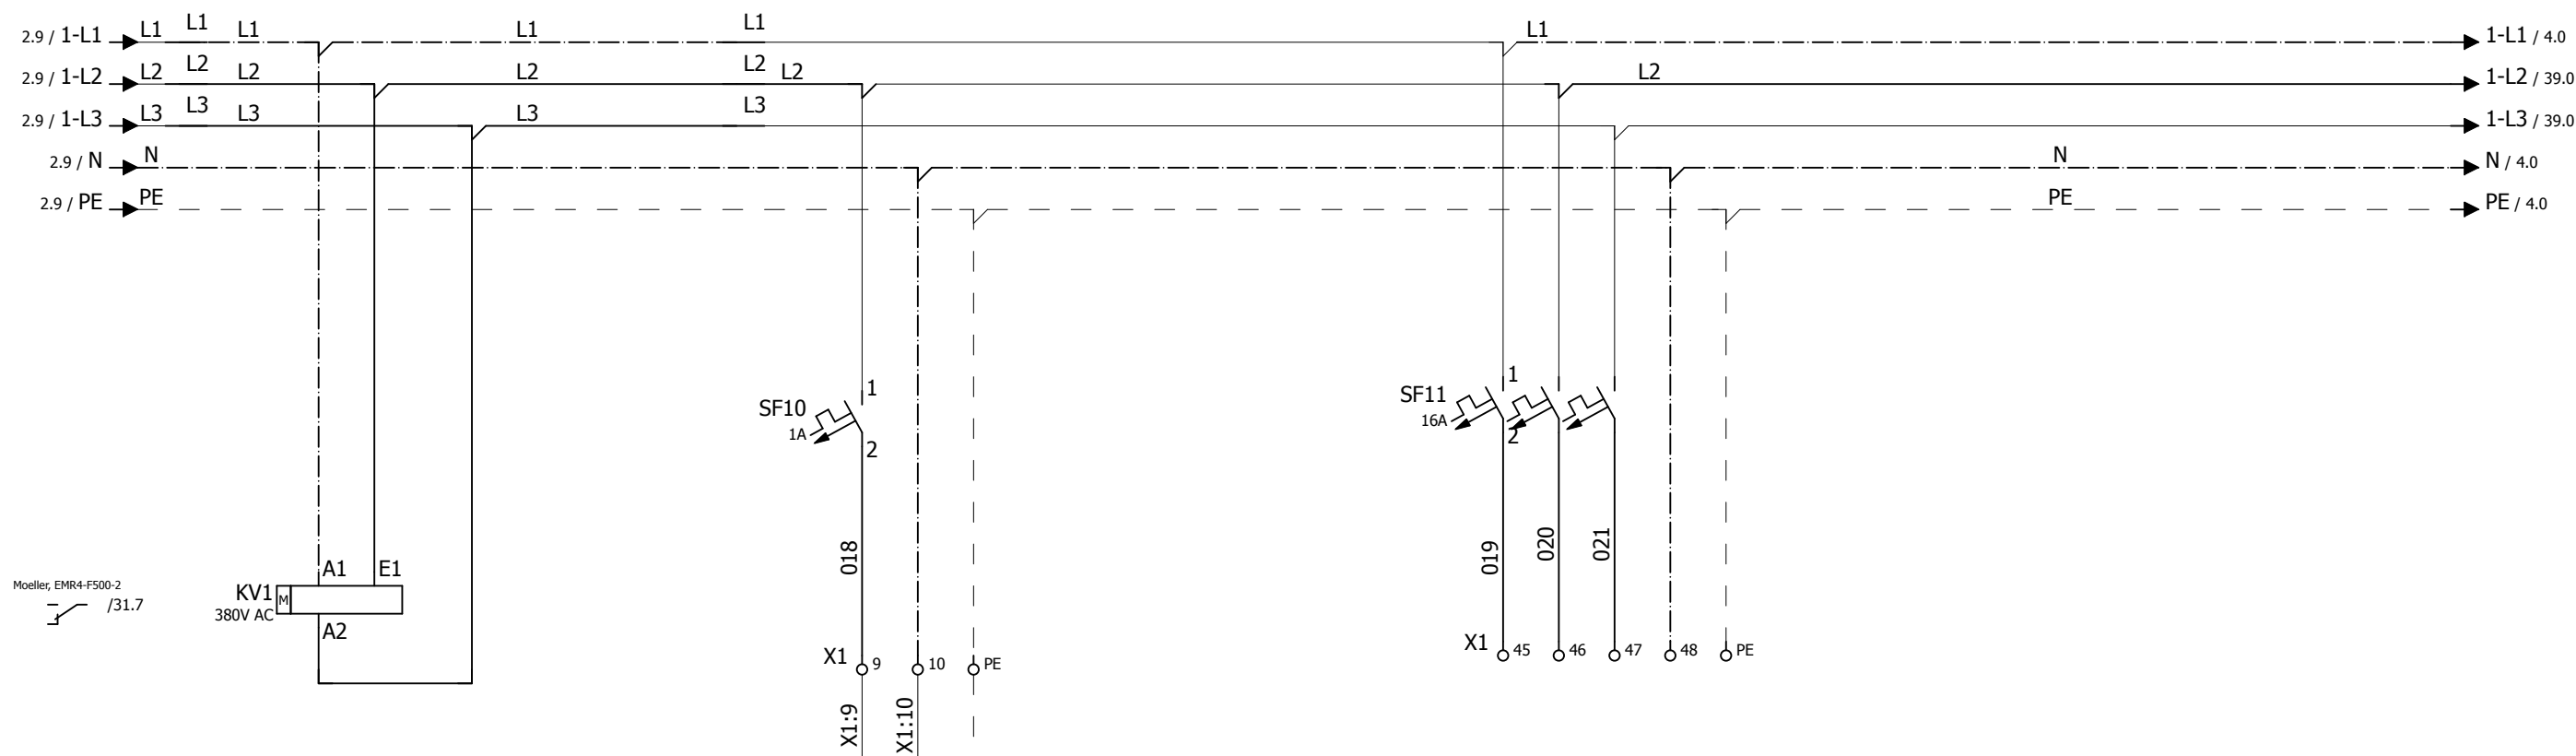 L1 L1 L1
2.9 / 1-L1 L1 L1 L1 L1 1-L1 / 4.0
L2 L2
2.9 / 1-L2 L2 L2 L2 L2 L2 1-L2 / 39.0
L3 L3
2.9 / 1-L3 L3 L3 L3 1-L3 / 39.0
2.9 / N N N N / 4.0
2.9 / PE PE PE PE / 4.0
SF10 1
1A
2
SF11 1
16A
2
018
019 020 021
Moeller, EMR4-F500-2
/31.7
A1 E1
KV1 M
380V AC
A2
X1 9 10 PE
X1 45 46 47 48 PE
X1:9 X1:10